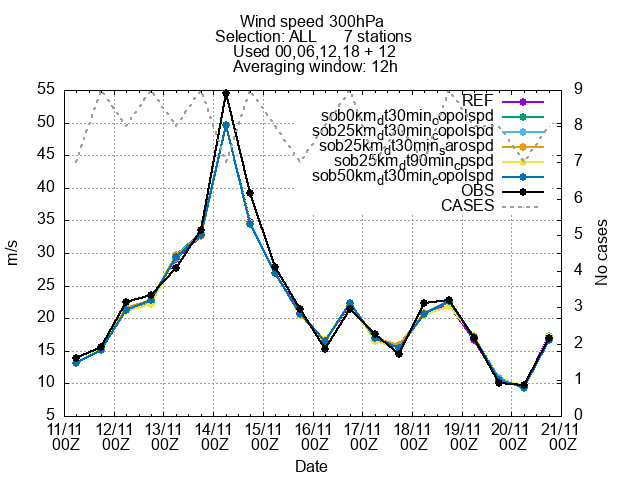 Wind speed 300hPa
Selection: ALL 7 stations
Used 00,06,12,18 + 12
Averaging window: 12h
55
50
45
40
35
30
25
20
15
10
5
m/s
9
8
7
6
5
4
3
2
1
0
No cases
REF
sob0km_dt30min_copolspd
sob25km_dt30min_copolspd
sob25km_dt30min_sarospd
sob25km_dt90min_cpspd
sob50km_dt30min_copolspd
OBS
CASES
11/11 12/11 13/11 14/11 15/11 16/11 17/11 18/11 19/11 20/11 21/11
00Z 00Z 00Z 00Z 00Z 00Z 00Z 00Z 00Z 00Z 00Z
Date